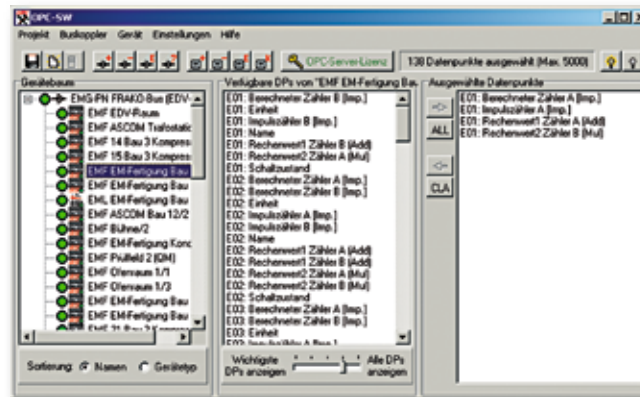 OPC-SW
Projekt Buskoppler Gerät Einstellungen Hilfe
OPC-Server-Lizenz
138 Datenpunkte ausgewählt (Max. 5000)
Gerätebaum
EMG-PN FRAKO-Bus (EDV-
EMF EDV-Raum
EMF ASCOM Trafostatic
EMF 14 Bau 3 Kompres
EMF 15 Bau 3 Kompres
EMF EM-Fertigung Bau
EMF EM-Fertigung Bau
EML EM-Fertigung Bau
EMF ASCOM Bau 12/2
EMF Bühne/2
EMF EM-Fertigung Konc
EMF Prüffeld 2 (QM)
EMF Ofenraum 1/1
EMF Ofenraum 1/3
EMF EM-Fertigung Bau
EMF 21 Bau 3 Kompres
Sortierung: Namen Gerätetyp
Verfügbare DPs von "EMF EM-Fertigung Bau
E01: Berechneter Zähler B [Imp.]
E01: Einheit
E01: Impulszähler B [Imp.]
E01: Name
E01: Rechenwert1 Zähler B (Add)
E01: Rechenwert2 Zähler A (Mul)
E01: Schaltzustand
E02: Berechneter Zähler A [Imp.]
E02: Berechneter Zähler B [Imp.]
E02: Einheit
E02: Impulszähler A [Imp.]
E02: Name
E02: Rechenwert1 Zähler A (Add)
E02: Rechenwert1 Zähler B (Add)
E02: Rechenwert2 Zähler A (Mul)
E02: Rechenwert2 Zähler B (Mul)
E02: Schaltzustand
E03: Berechneter Zähler A [Imp.]
E03: Berechneter Zähler B [Imp.]
E03: Einheit
E03: Impulszähler A [Imp.]
Wichtigste DPs anzeigen
Alle DPs anzeigen
ALL
CLA
Ausgewählte Datenpunkte
E01: Berechneter Zähler A [Imp.]
E01: Impulszähler A [Imp.]
E01: Rechenwert1 Zähler A (Add)
E01: Rechenwert2 Zähler B (Mul)